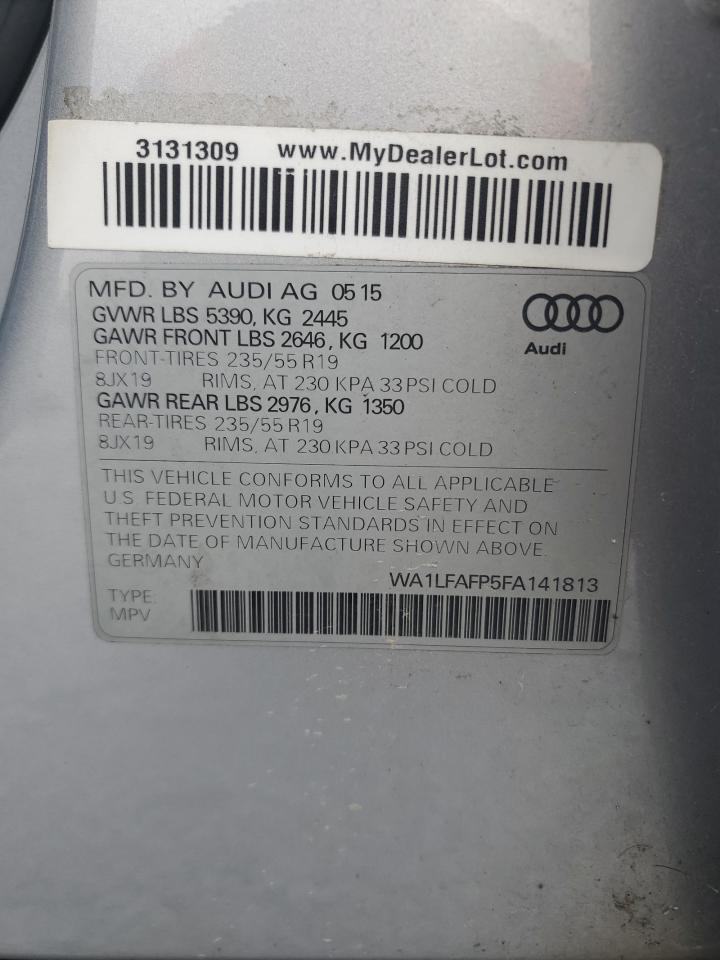 3131309 www.MyDealerLot.com
MFD. BY AUDI AG 05 15
GVWR LBS 5390, KG 2445
GAWR FRONT LBS 2646, KG 1200
FRONT-TIRES 235/55 R19
8JX19 RIMS, AT 230 KPA 33 PSI COLD
GAWR REAR LBS 2976, KG 1350
REAR-TIRES 235/55 R19
8JX19 RIMS, AT 230 KPA 33 PSI COLD
Audi
THIS VEHICLE CONFORMS TO ALL APPLICABLE
U.S. FEDERAL MOTOR VEHICLE SAFETY AND
THEFT PREVENTION STANDARDS IN EFFECT ON
THE DATE OF MANUFACTURE SHOWN ABOVE.
GERMANY
WA1LFAFP5FA141813
TYPE:
MPV